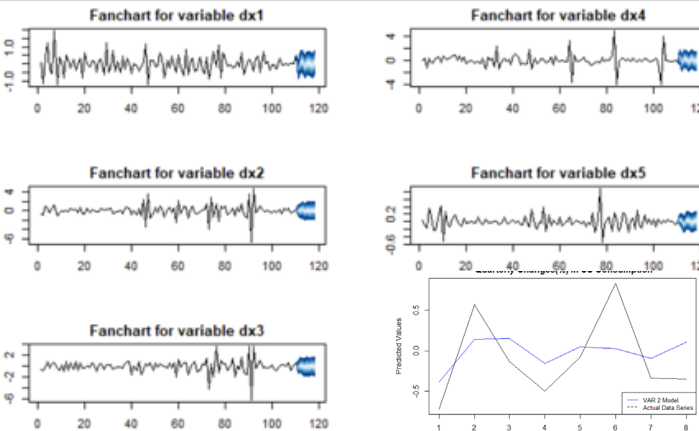 Fanchart for variable dx1
1.0
-1.0
0 20 40 60 80 100 120
Fanchart for variable dx4
4
0
-4
0 20 40 60 80 100
Fanchart for variable dx2
4
0
-6
0 20 40 60 80 100 120
Fanchart for variable dx5
0.2
-0.6
0 20 40 60 80 100
Fanchart for variable dx3
2
-2
-6
0 20 40 60 80 100 120
Predicted Values
0.5
0.0
-0.5
VAR 2 Model
Actual Data Series
1 2 3 4 5 6 7 8